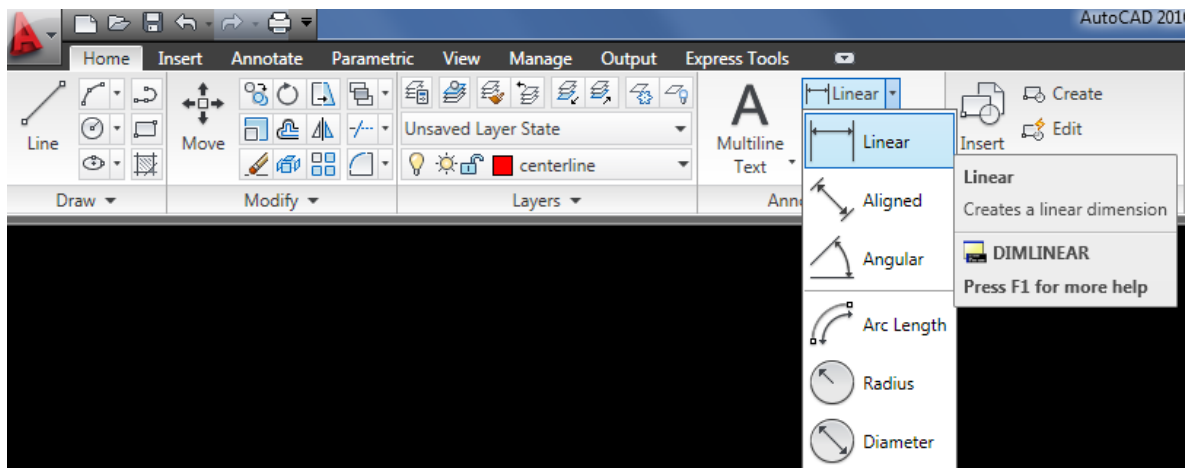 AutoCAD 2010
Home Insert Annotate Parametric View Manage Output Express Tools
Line
Move
Unsaved Layer State
centerline
A
Multiline
Text
Linear
Insert
Create
Edit
Draw Modify Layers Ann
Linear
Aligned
Angular
Arc Length
Radius
Diameter
Linear
Creates a linear dimension
DIMLINEAR
Press F1 for more help